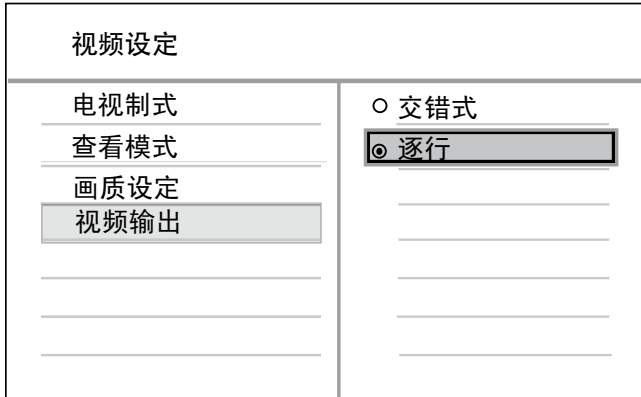 视频设定
电视制式
查看模式
画质设定
视频输出
交错式
逐行